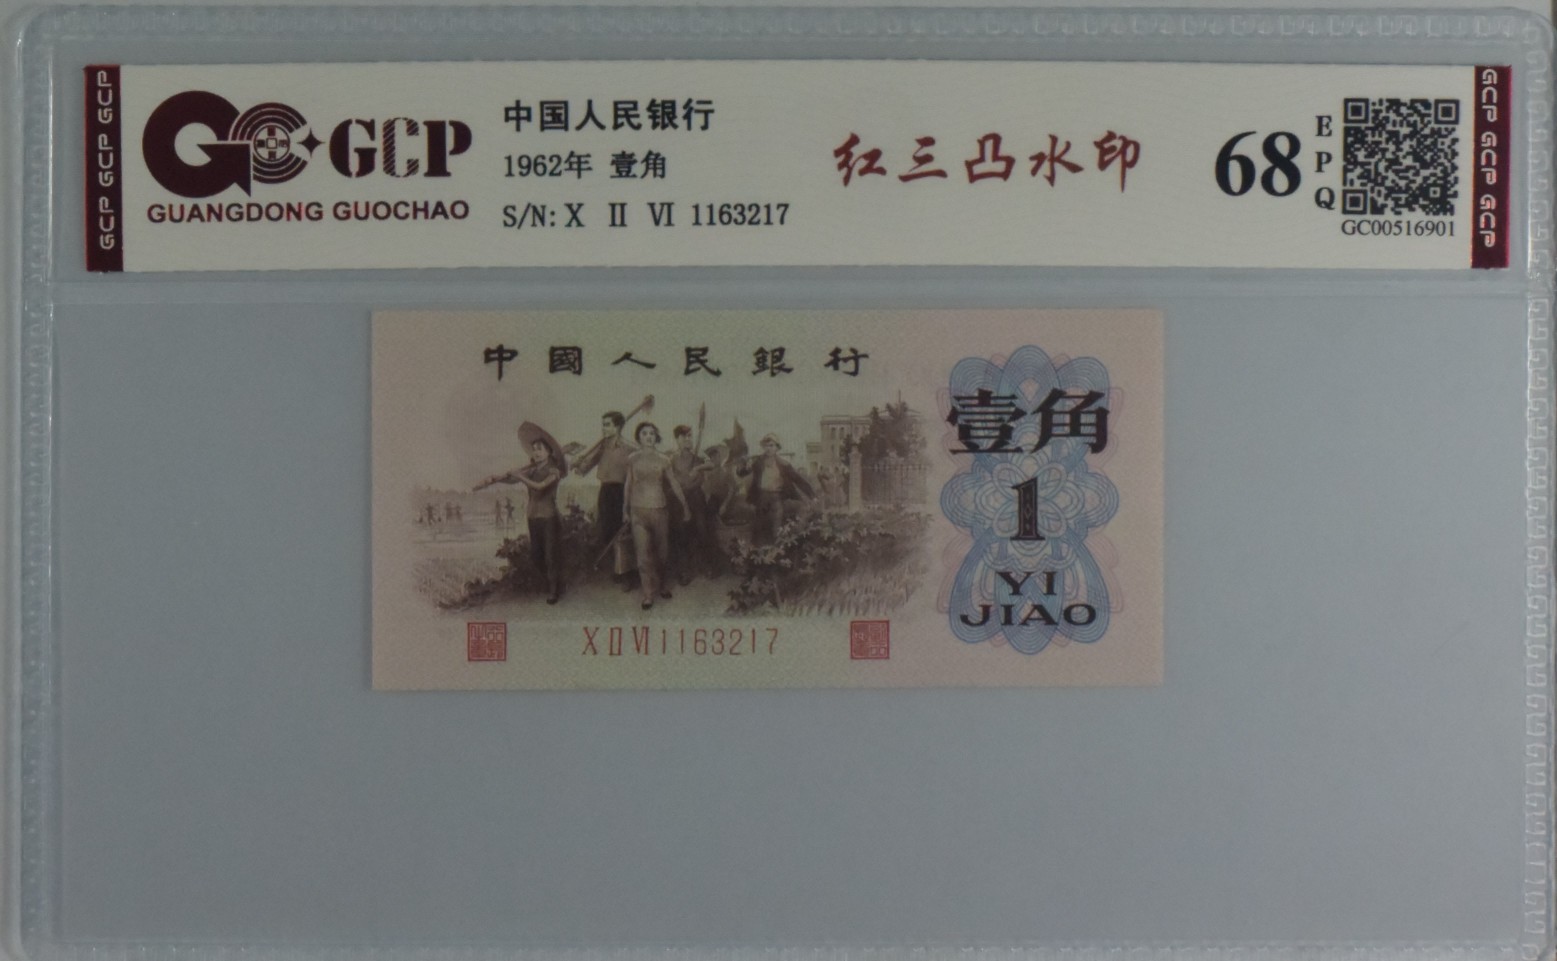 GCP GCP GCP
GCP
GUANGDONG GUOCHAO
中国人民银行
1962年 壹角
S/N: X II VI 1163217
红三凸水印
68
EPQ
GC00516901
GCP GCP GCP
中國人民銀行
壹角
1
YI
JIAO
X II VI 1163217